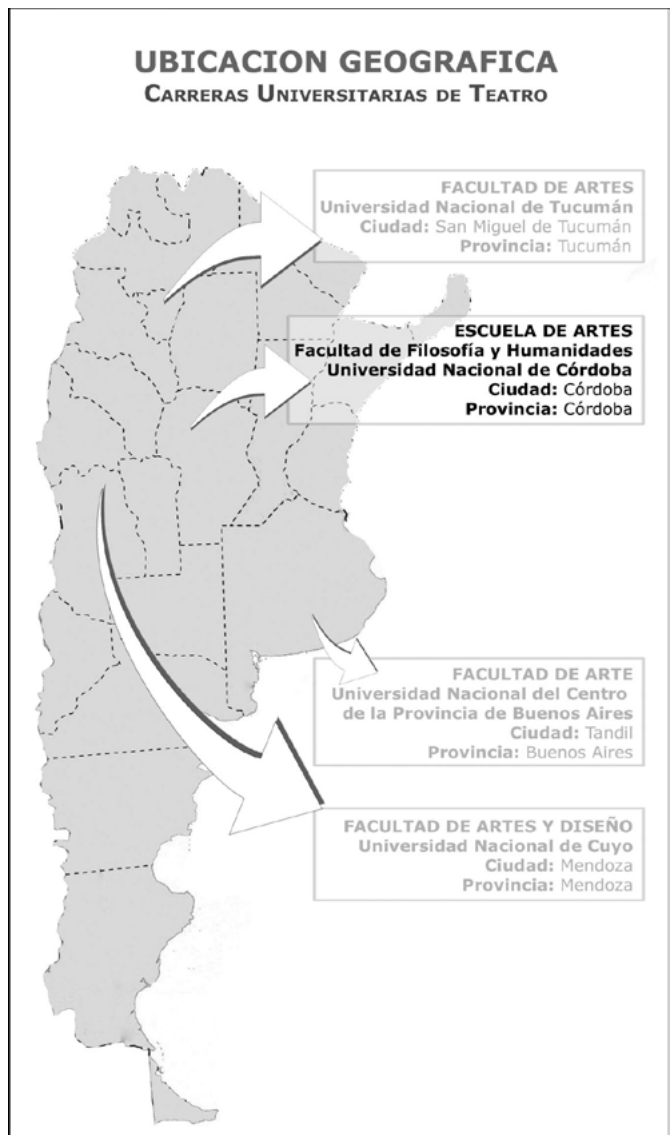 UBICACION GEOGRAFICA
CARRERAS UNIVERSITARIAS DE TEATRO
FACULTAD DE ARTES
Universidad Nacional de Tucumán
Ciudad: San Miguel de Tucumán
Provincia: Tucumán
ESCUELA DE ARTES
Facultad de Filosofía y Humanidades
Universidad Nacional de Córdoba
Ciudad: Córdoba
Provincia: Córdoba
FACULTAD DE ARTE
Universidad Nacional del Centro
de la Provincia de Buenos Aires
Ciudad: Tandil
Provincia: Buenos Aires
FACULTAD DE ARTES Y DISEÑO
Universidad Nacional de Cuyo
Ciudad: Mendoza
Provincia: Mendoza